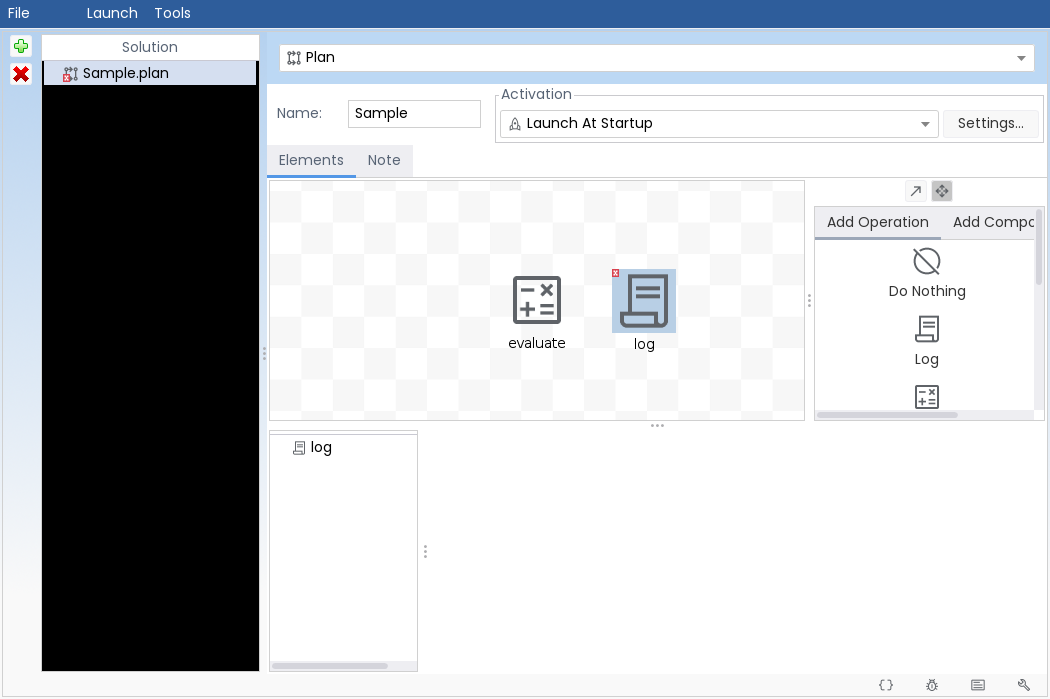 File Launch Tools
Solution
Sample.plan
Plan
Name: Sample
Activation
Launch At Startup Settings...
Elements Note
Add Operation Add Compo
Do Nothing
Log
evaluate
log
log